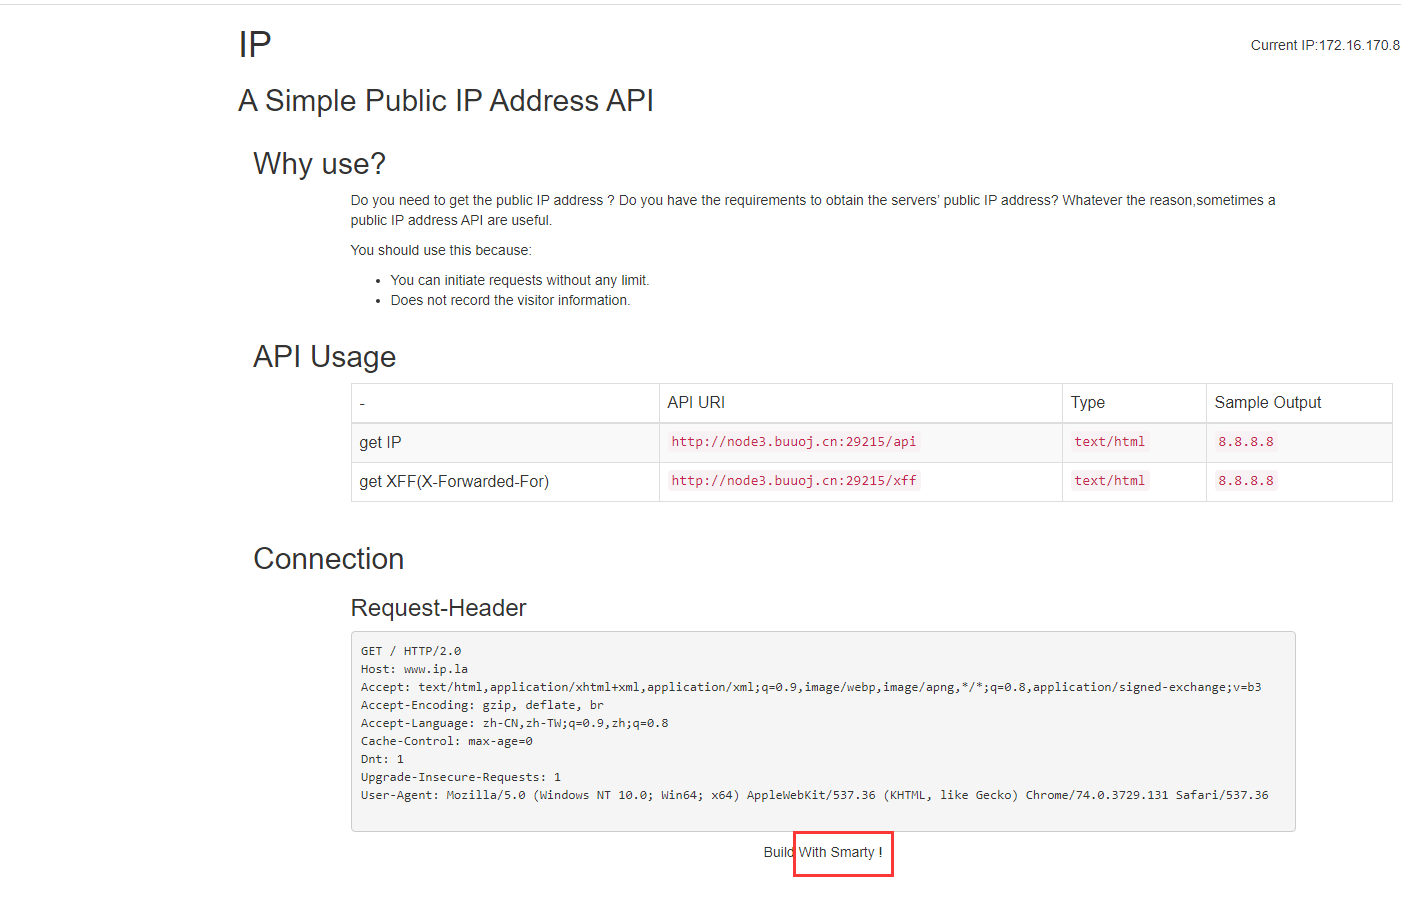 IP
Current IP:172.16.170.8
A Simple Public IP Address API
Why use?
Do you need to get the public IP address ? Do you have the requirements to obtain the servers’ public IP address? Whatever the reason,sometimes a
public IP address API are useful.
You should use this because:
• You can initiate requests without any limit.
• Does not record the visitor information.
API Usage
- API URI Type Sample Output
get IP http://node3.buuoj.cn:29215/api text/html 8.8.8.8
get XFF(X-Forwarded-For) http://node3.buuoj.cn:29215/xff text/html 8.8.8.8
Connection
Request-Header
GET / HTTP/2.0
Host: www.ip.la
Accept: text/html,application/xhtml+xml,application/xml;q=0.9,image/webp,image/apng,*/*;q=0.8,application/signed-exchange;v=b3
Accept-Encoding: gzip, deflate, br
Accept-Language: zh-CN,zh-TW;q=0.9,zh;q=0.8
Cache-Control: max-age=0
Dnt: 1
Upgrade-Insecure-Requests: 1
User-Agent: Mozilla/5.0 (Windows NT 10.0; Win64; x64) AppleWebKit/537.36 (KHTML, like Gecko) Chrome/74.0.3729.131 Safari/537.36
Build With Smarty !